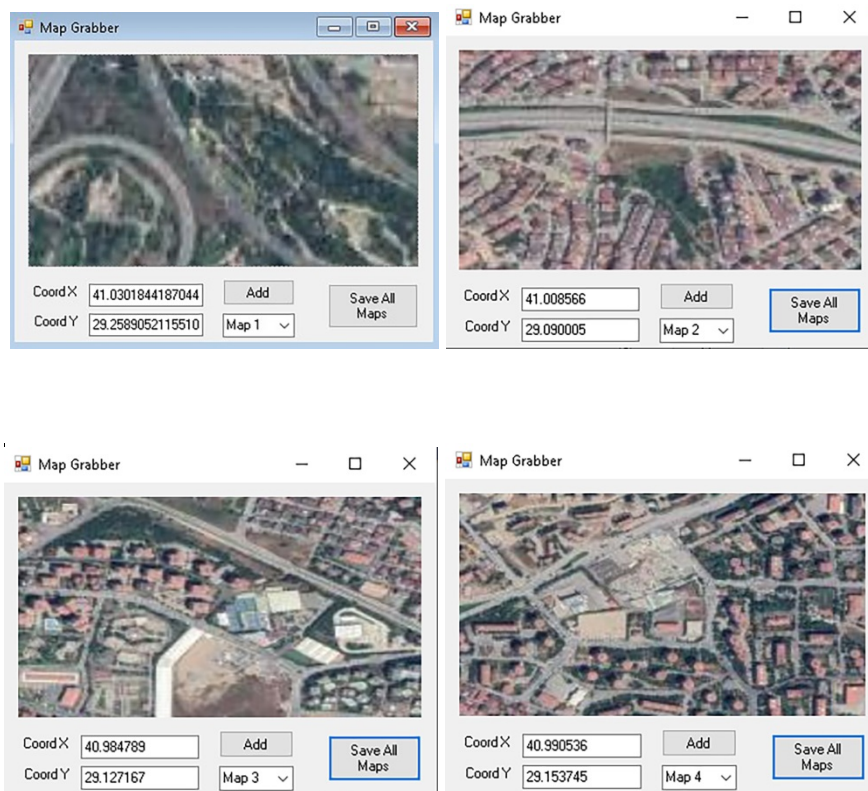 Map Grabber
Coord X 41.0301844187044 Add
Coord Y 29.2589052115510 Map 1
Save All
Maps
Map Grabber
Coord X 41.008566 Add
Coord Y 29.090005 Map 2
Save All
Maps
Map Grabber
Coord X 40.984789 Add
Coord Y 29.127167 Map 3
Save All
Maps
Map Grabber
Coord X 40.990536 Add
Coord Y 29.153745 Map 4
Save All
Maps